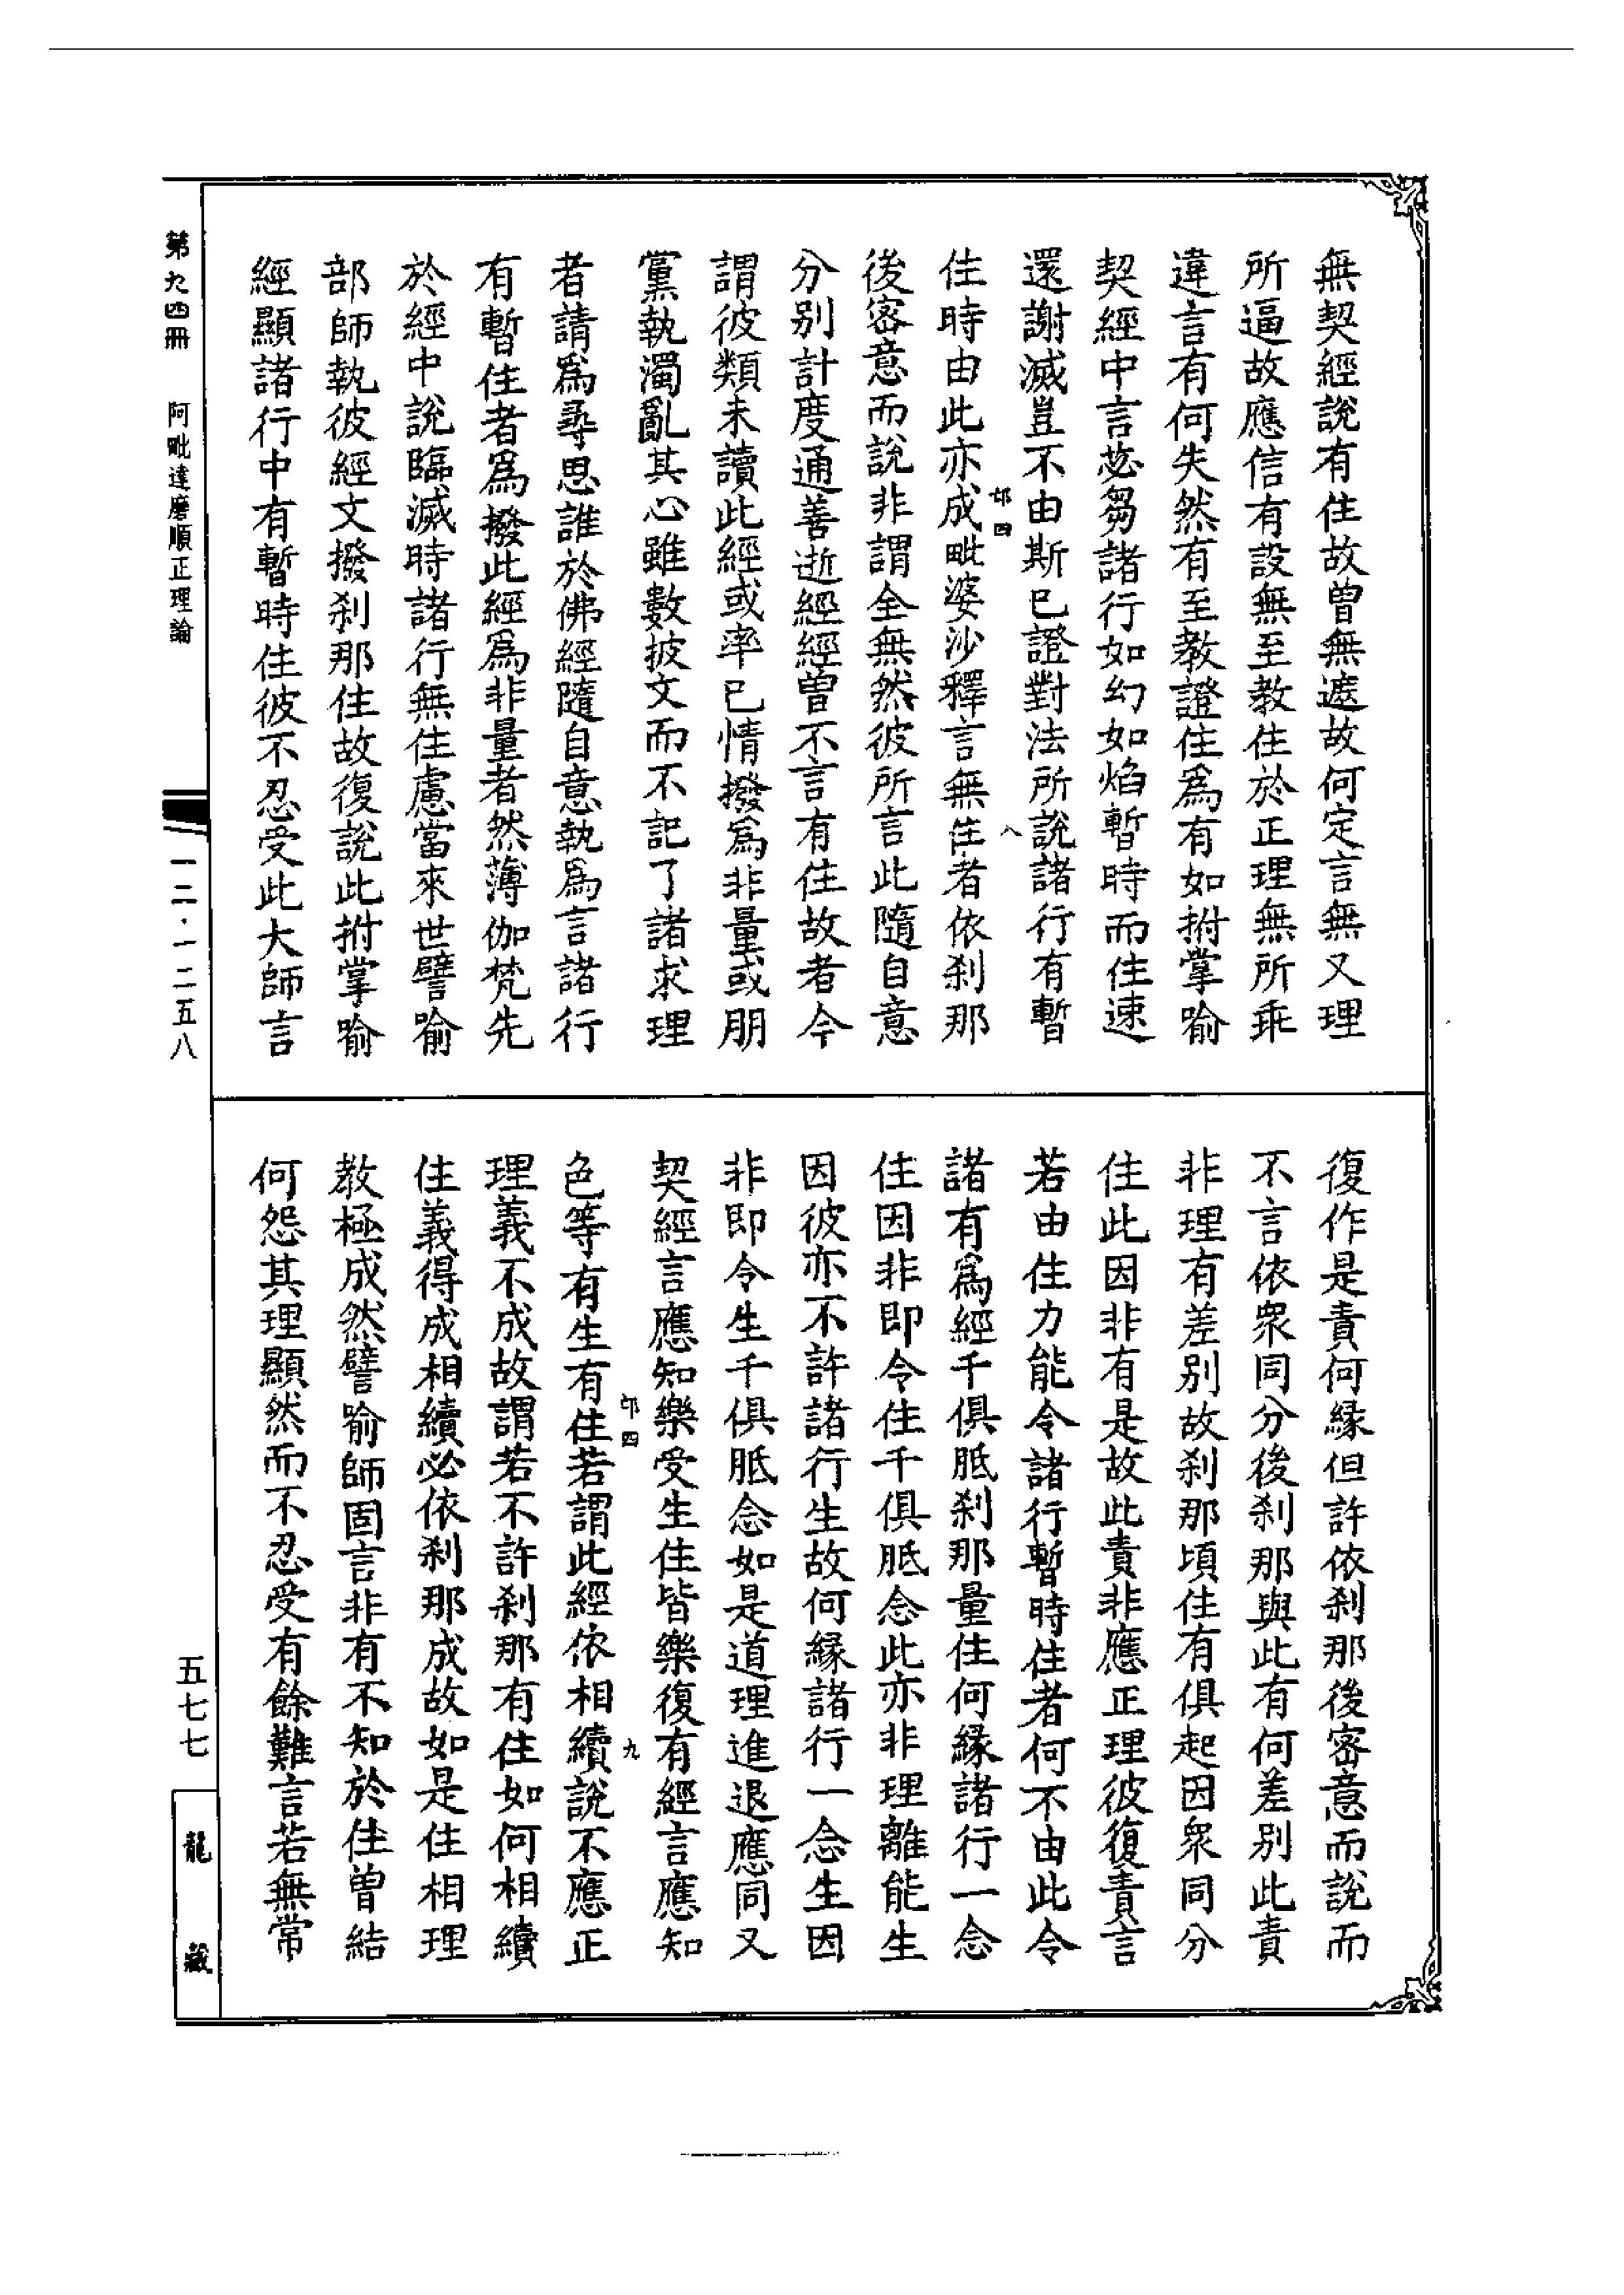 無契經說有住故曾無遮故何定言無又理
所逼故應信有設無至教住於正理無所乖
違言有何失然有至教證住爲有如拊掌喻
契經中言苾芻諸行如幻如焰暫時而住速
還謝滅豈不由斯已證對法所說諸行有暫
住時由此亦成毗婆沙釋言無住者依刹那
後密意而說非謂全無然彼所言此隨自意
分别計度通善逝經經曾不言有住故者今
謂彼類未讀此經或率已情撥爲非量或朋
黨執濁亂其心雖數披文而不記了諸求理
者請爲尋思誰於佛經隨自意執爲言諸行
有暫住者爲撥此經爲非量者然薄伽梵先
於經中說臨滅時諸行無住慮當來世譬喻
部師執彼經文撥刹那住故復說此拊掌喻
經顯諸行中有暫時住彼不忍受此大師言
復作是責何緣但許依刹那後密意而說而
不言依衆同分後刹那與此有何差别此責
非理有差别故刹那頃住有俱起因衆同分
住此因非有是故此責非應正理彼復責言
若由住力能令諸行暫時住者何不由此令
諸有爲經千俱胝刹那量住何緣諸行一念
住因非即令住千俱胝念此亦非理離能生
因彼亦不許諸行生故何緣諸行一念生因
非即令生千俱胝念如是道理進退應同又
契經言應知樂受生住皆樂復有經言應知
色等有生有住若謂此經依相續說不應正
理義不成故謂若不許刹那有住如何相續
住義得成相續必依刹那成故如是住相理
教極成然譬喻師固言非有不知於住曾結
何怨其理顯然而不忍受有餘難言若無常
第九四冊 阿毗達磨順正理論
一二·一二五八
五七七
龍藏
四
八
四
九